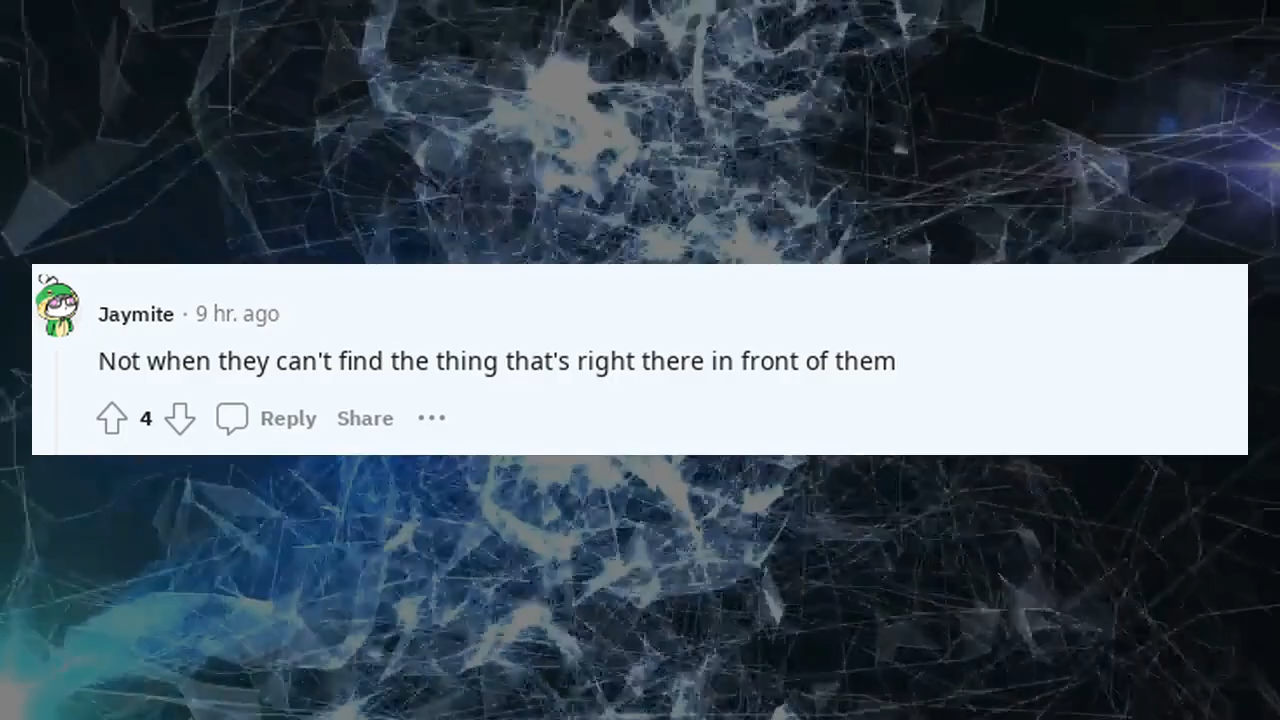 Jaymite · 9 hr. ago
Not when they can't find the thing that's right there in front of them
4 Reply Share ···